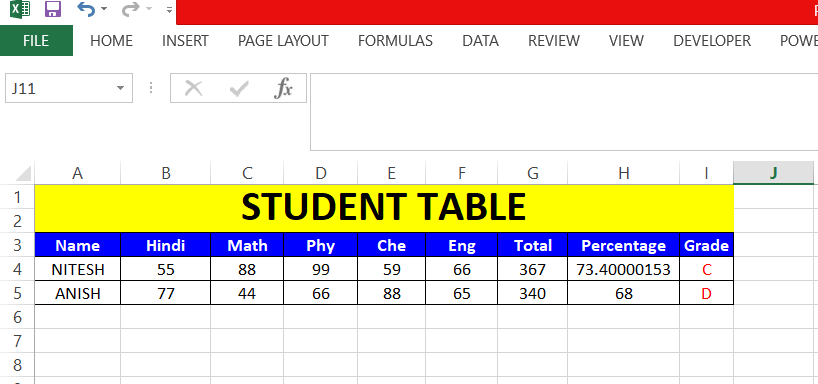 FILE HOME INSERT PAGE LAYOUT FORMULAS DATA REVIEW VIEW DEVELOPER POWE
J11 fx
A B C D E F G H I J
1 STUDENT TABLE
2
3 Name Hindi Math Phy Che Eng Total Percentage Grade
4 NITESH 55 88 99 59 66 367 73.40000153 C
5 ANISH 77 44 66 88 65 340 68 D
6
7
8